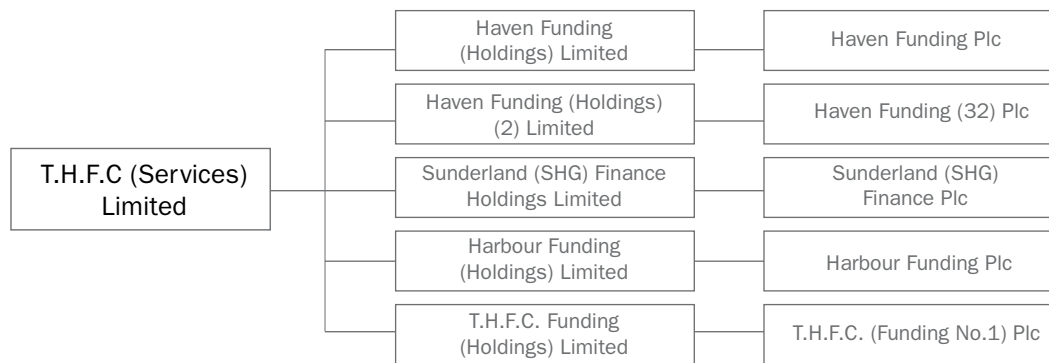 T.H.F.C (Services)
Limited
Haven Funding
(Holdings) Limited
Haven Funding Plc
Haven Funding (Holdings)
(2) Limited
Haven Funding (32) Plc
Sunderland (SHG) Finance
Holdings Limited
Sunderland (SHG)
Finance Plc
Harbour Funding
(Holdings) Limited
Harbour Funding Plc
T.H.F.C. Funding
(Holdings) Limited
T.H.F.C. (Funding No.1) Plc